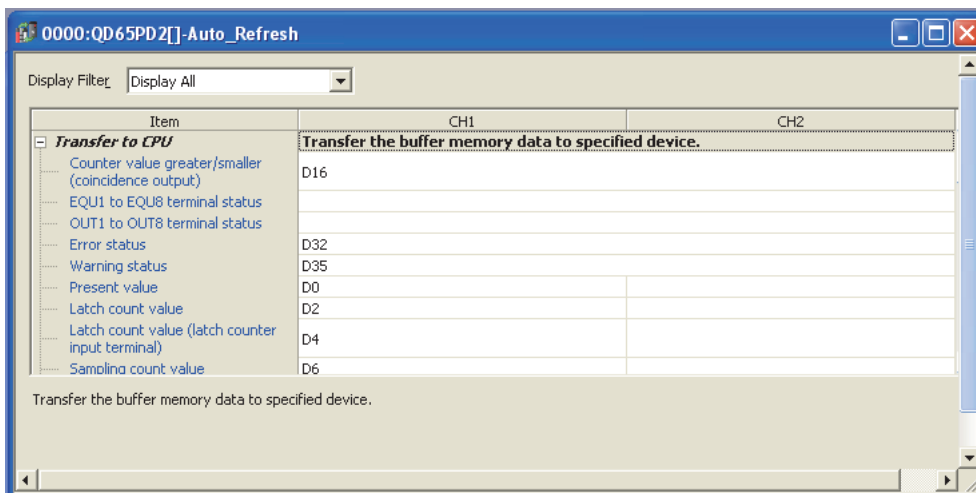 0000:QD65PD2[]-Auto_Refresh
Display Filter Display All
Item CH1 CH2
Transfer to CPU Transfer the buffer memory data to specified device.
Counter value greater/smaller
(coincidence output) D16
EQU1 to EQU8 terminal status
OUT1 to OUT8 terminal status
Error status D32
Warning status D35
Present value D0
Latch count value D2
Latch count value (latch counter
input terminal) D4
Sampling count value D6
Transfer the buffer memory data to specified device.